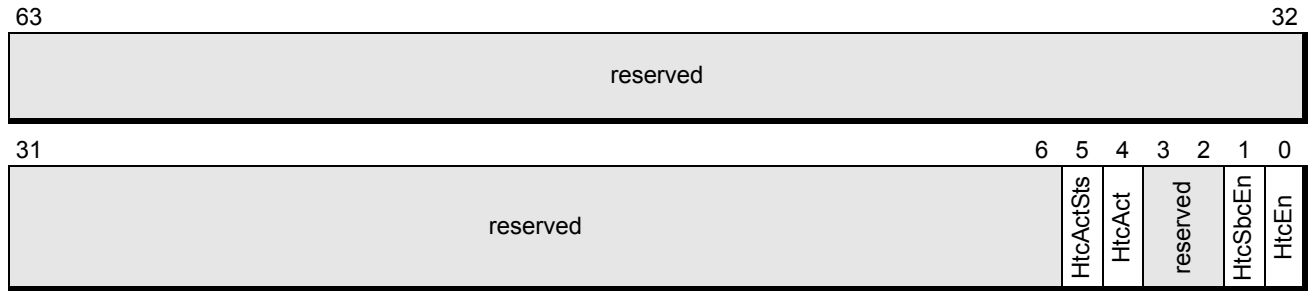 63 32
reserved
31 6 5 4 3 2 1 0
reserved HtcActSts HtcAct reserved HtcSbcEn HtcEn